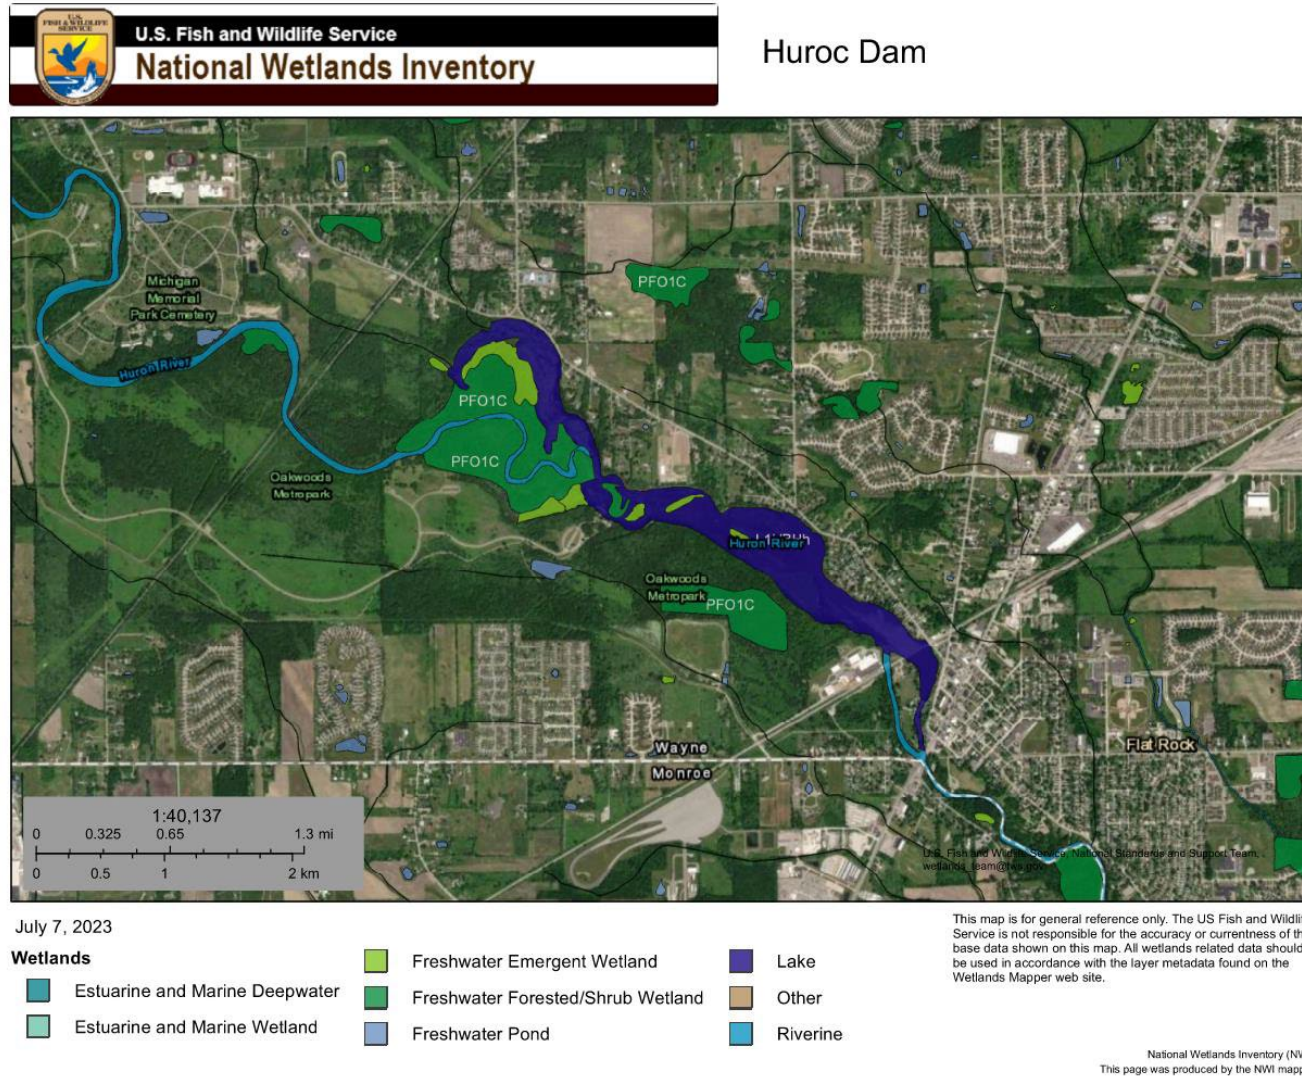 U.S.
FISH & WILDLIFE
SERVICE
U.S. Fish and Wildlife Service
National Wetlands Inventory
Huroc Dam
Michigan
Memorial
Park Cemetery
Huron River
PFO1C
PFO1C
PFO1C
Oakwoods
Metropark
Huron River
Oakwoods
Metropark
PFO1C
Wayne
Monroe
Flat Rock
1:40,137
0 0.325 0.65 1.3 mi
0 0.5 1 2 km
U.S. Fish and Wildlife Service, National Standards and Support Team,
wetlands_team@fws.gov
July 7, 2023
This map is for general reference only. The US Fish and Wildli
Service is not responsible for the accuracy or currentness of th
base data shown on this map. All wetlands related data should
be used in accordance with the layer metadata found on the
Wetlands Mapper web site.
Wetlands
Estuarine and Marine Deepwater
Estuarine and Marine Wetland
Freshwater Emergent Wetland
Freshwater Forested/Shrub Wetland
Freshwater Pond
Lake
Other
Riverine
National Wetlands Inventory (NW
This page was produced by the NWI mapp